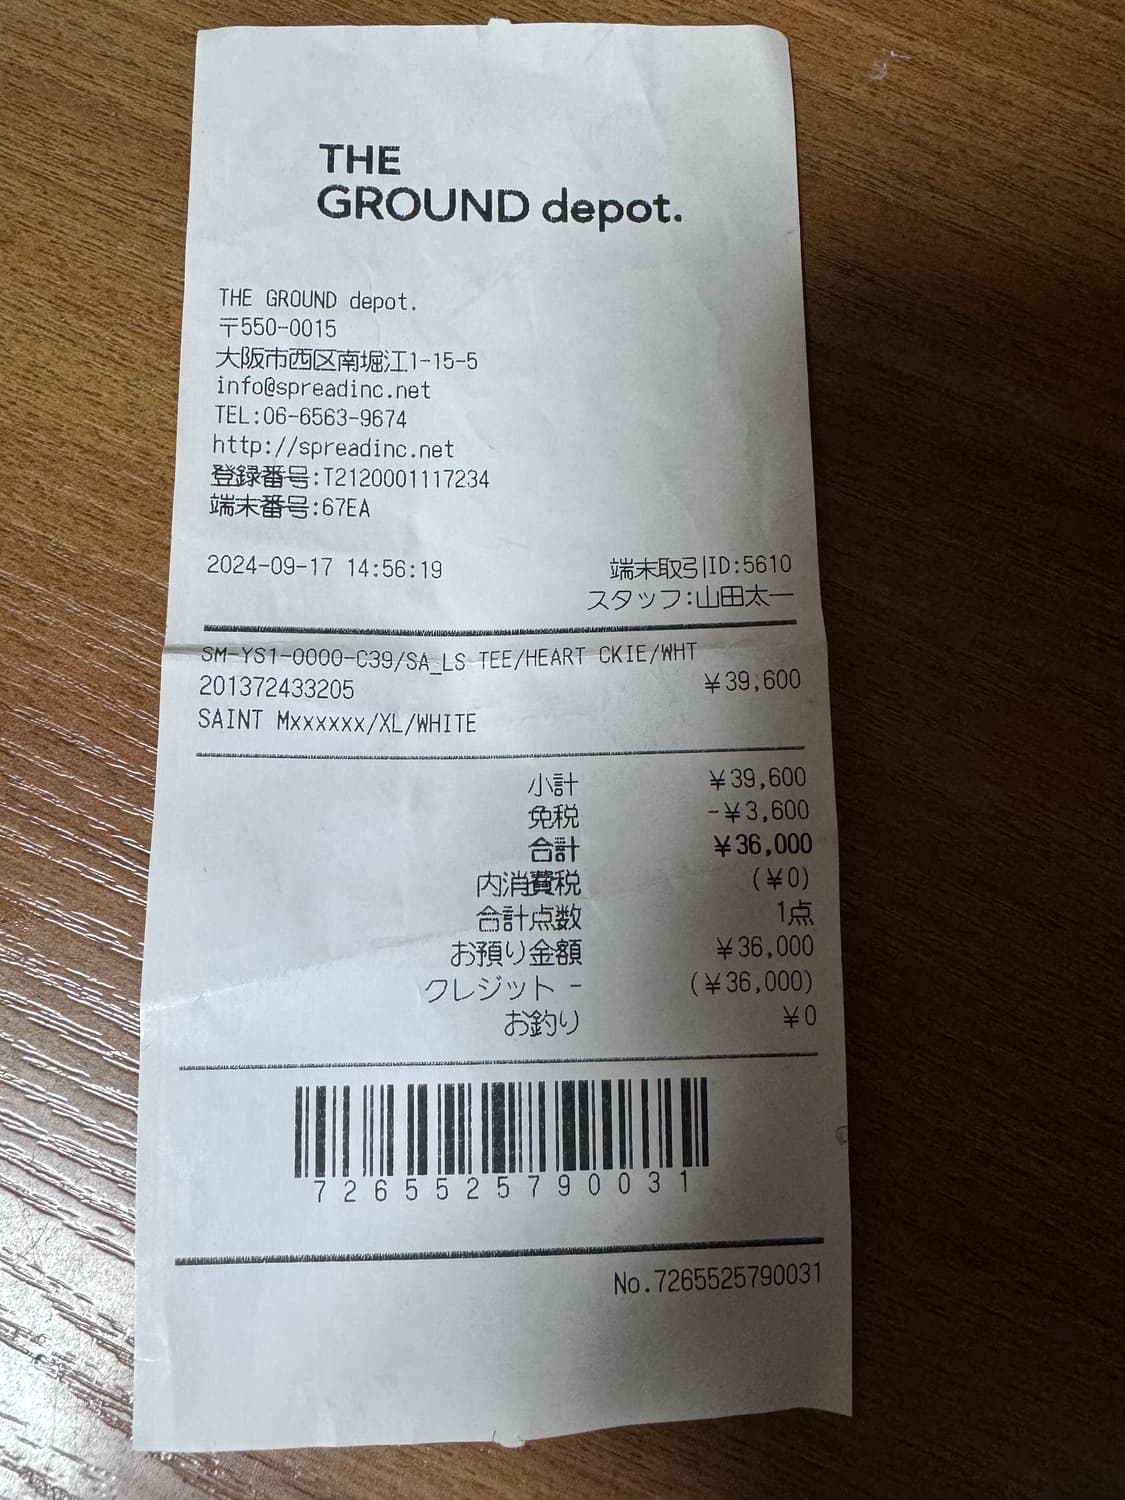 THE
GROUND depot.
THE GROUND depot.
〒550-0015
大阪市西区南堀江1-15-5
info@spreadinc.net
TEL:06-6563-9674
http://spreadinc.net
登録番号:T2120001117234
端末番号:67EA
2024-09-17 14:56:19 端末取引ID:5610
スタッフ:山田太一
SM-YS1-0000-C39/SA_LS TEE/HEART CKIE/WHT
201372433205 ¥39,600
SAINT Mxxxxxx/XL/WHITE
小計 ¥39,600
免税 -¥3,600
合計 ¥36,000
内消費税 (¥0)
合計点数 1点
お預り金額 ¥36,000
クレジット - (¥36,000)
お釣り ¥0
7265525790031
No.7265525790031